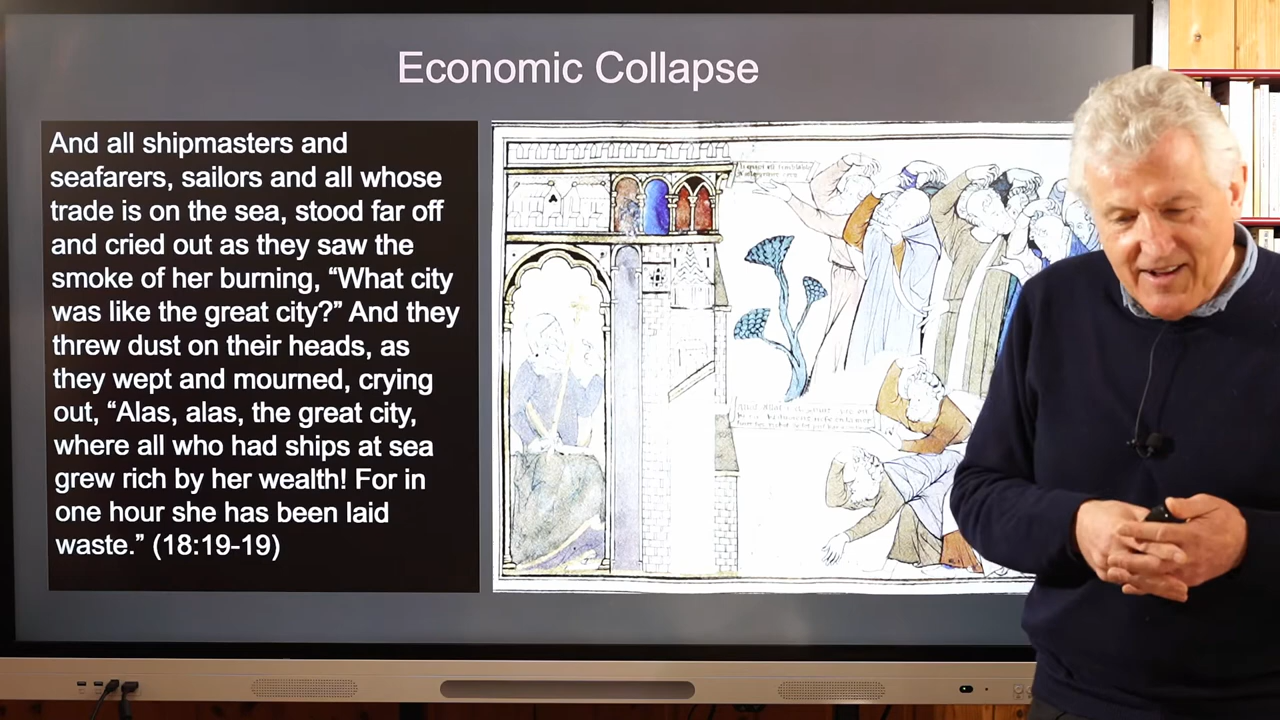 Economic Collapse
And all shipmasters and
seafarers, sailors and all whose
trade is on the sea, stood far off
and cried out as they saw the
smoke of her burning, “What city
was like the great city?” And they
threw dust on their heads, as
they wept and mourned, crying
out, “Alas, alas, the great city,
where all who had ships at sea
grew rich by her wealth! For in
one hour she has been laid
waste.” (18:19-19)